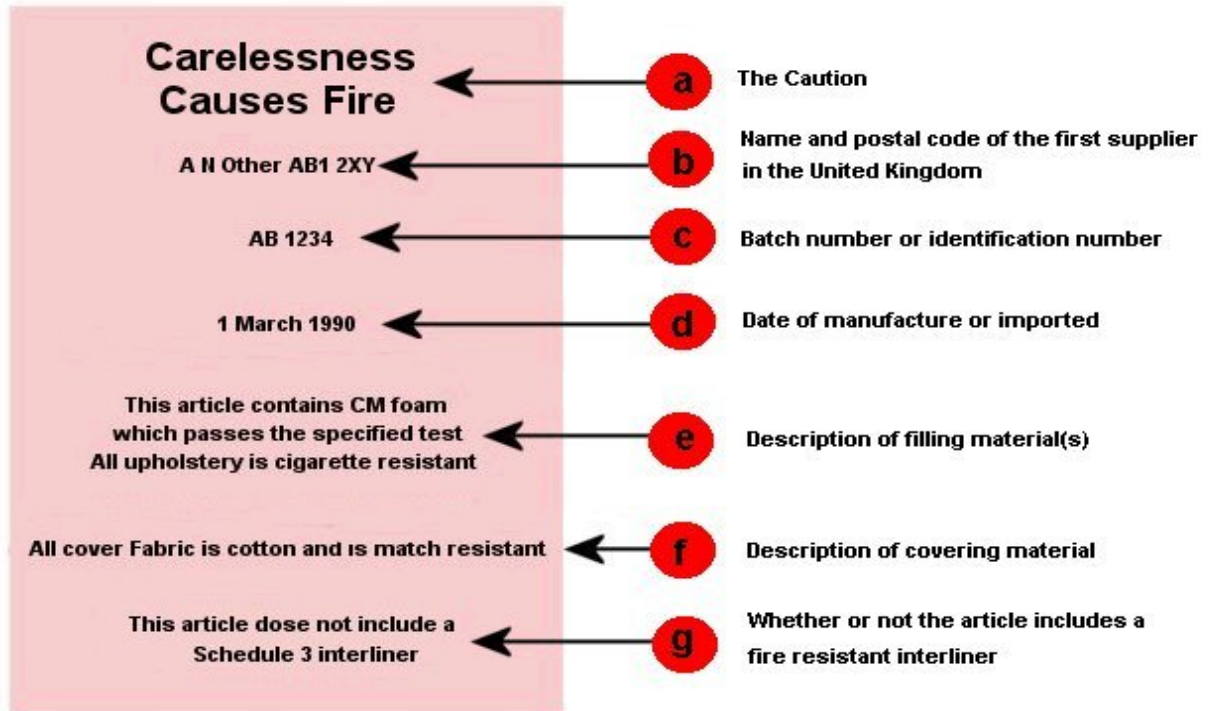 Carelessness
Causes Fire
a
The Caution
A N Other AB1 2XY
b
Name and postal code of the first supplier
in the United Kingdom
AB 1234
c
Batch number or identification number
1 March 1990
d
Date of manufacture or imported
This article contains CM foam
which passes the specified test
All upholstery is cigarette resistant
e
Description of filling material(s)
All cover Fabric is cotton and is match resistant
f
Description of covering material
This article dose not include a
Schedule 3 interliner
g
Whether or not the article includes a
fire resistant interliner